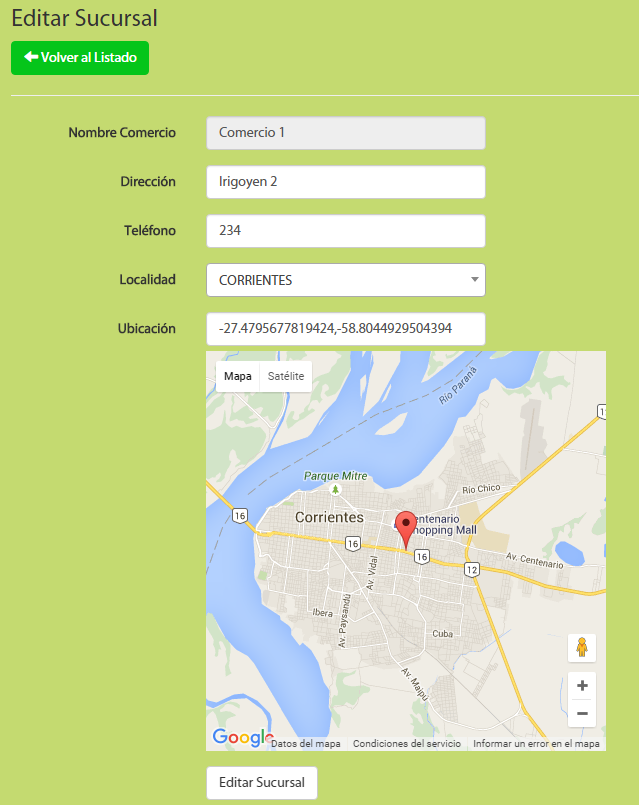 Editar Sucursal
Volver al Listado
Nombre Comercio Comercio 1
Dirección Irigoyen 2
Teléfono 234
Localidad CORRIENTES
Ubicación -27.4795677819424,-58.8044929504394
Mapa Satélite
Río Paraná
Parque Mitre
Río Chico
Corrientes
Centenario
Shopping Mall
16
16
16
12
Av. Centenario
Av. Vidal
Ibera
Av. Paysandú
Cuba
Av. Maipú
Google
Datos del mapa Condiciones del servicio Informar un error en el mapa
Editar Sucursal